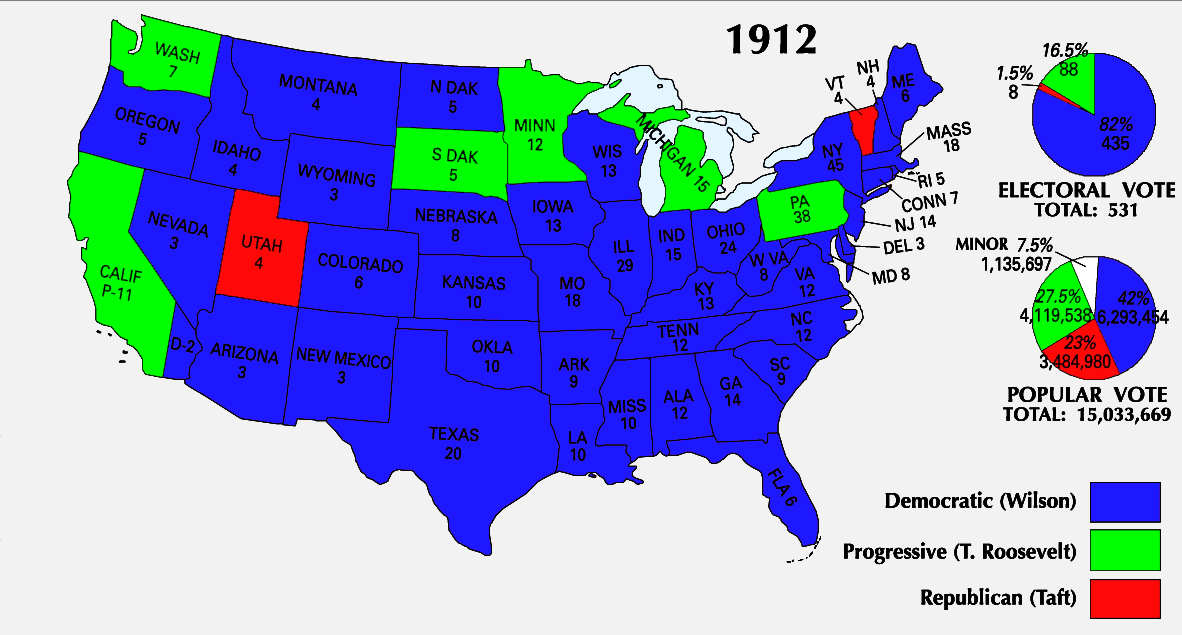 1912
WASH
7
OREGON
5
CALIF
P-11
D-2
NEVADA
3
IDAHO
4
MONTANA
4
WYOMING
3
UTAH
4
COLORADO
6
ARIZONA
3
NEW MEXICO
3
N DAK
5
S DAK
5
NEBRASKA
8
KANSAS
10
OKLA
10
TEXAS
20
MINN
12
IOWA
13
MO
18
ARK
9
LA
10
WIS
13
ILL
29
MICHIGAN 15
IND
15
OHIO
24
KY
13
TENN
12
MISS
10
ALA
12
GA
14
FLA 6
SC
9
NC
12
VA
12
W VA
8
PA
38
NY
45
VT
4
NH
4
ME
6
MASS
18
RI 5
CONN 7
NJ 14
DEL 3
MD 8
16.5%
88
1.5%
8
82%
435
ELECTORAL VOTE
TOTAL: 531
MINOR 7.5%
1,135,697
27.5%
4,119,538
42%
6,293,454
23%
3,484,980
POPULAR VOTE
TOTAL: 15,033,669
Democratic (Wilson)
Progressive (T. Roosevelt)
Republican (Taft)